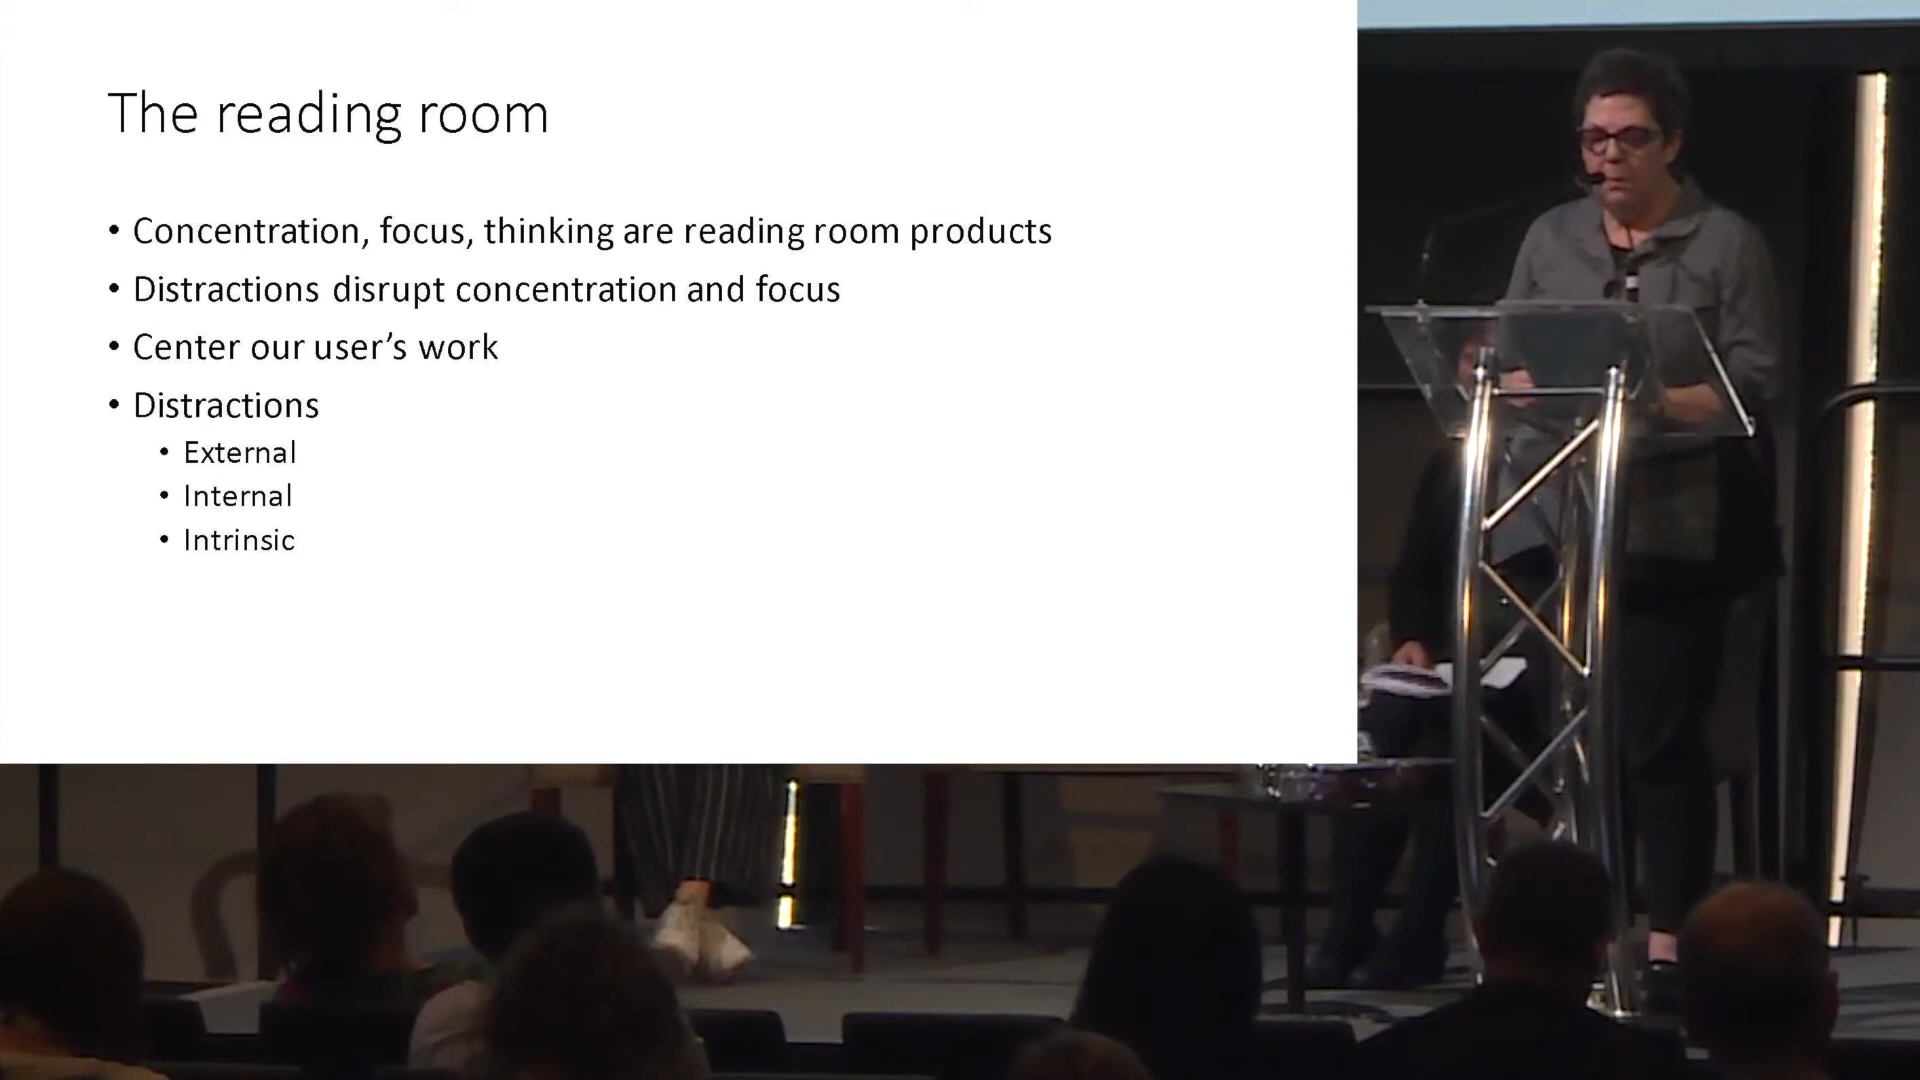 The reading room
• Concentration, focus, thinking are reading room products
• Distractions disrupt concentration and focus
• Center our user’s work
• Distractions
• External
• Internal
• Intrinsic